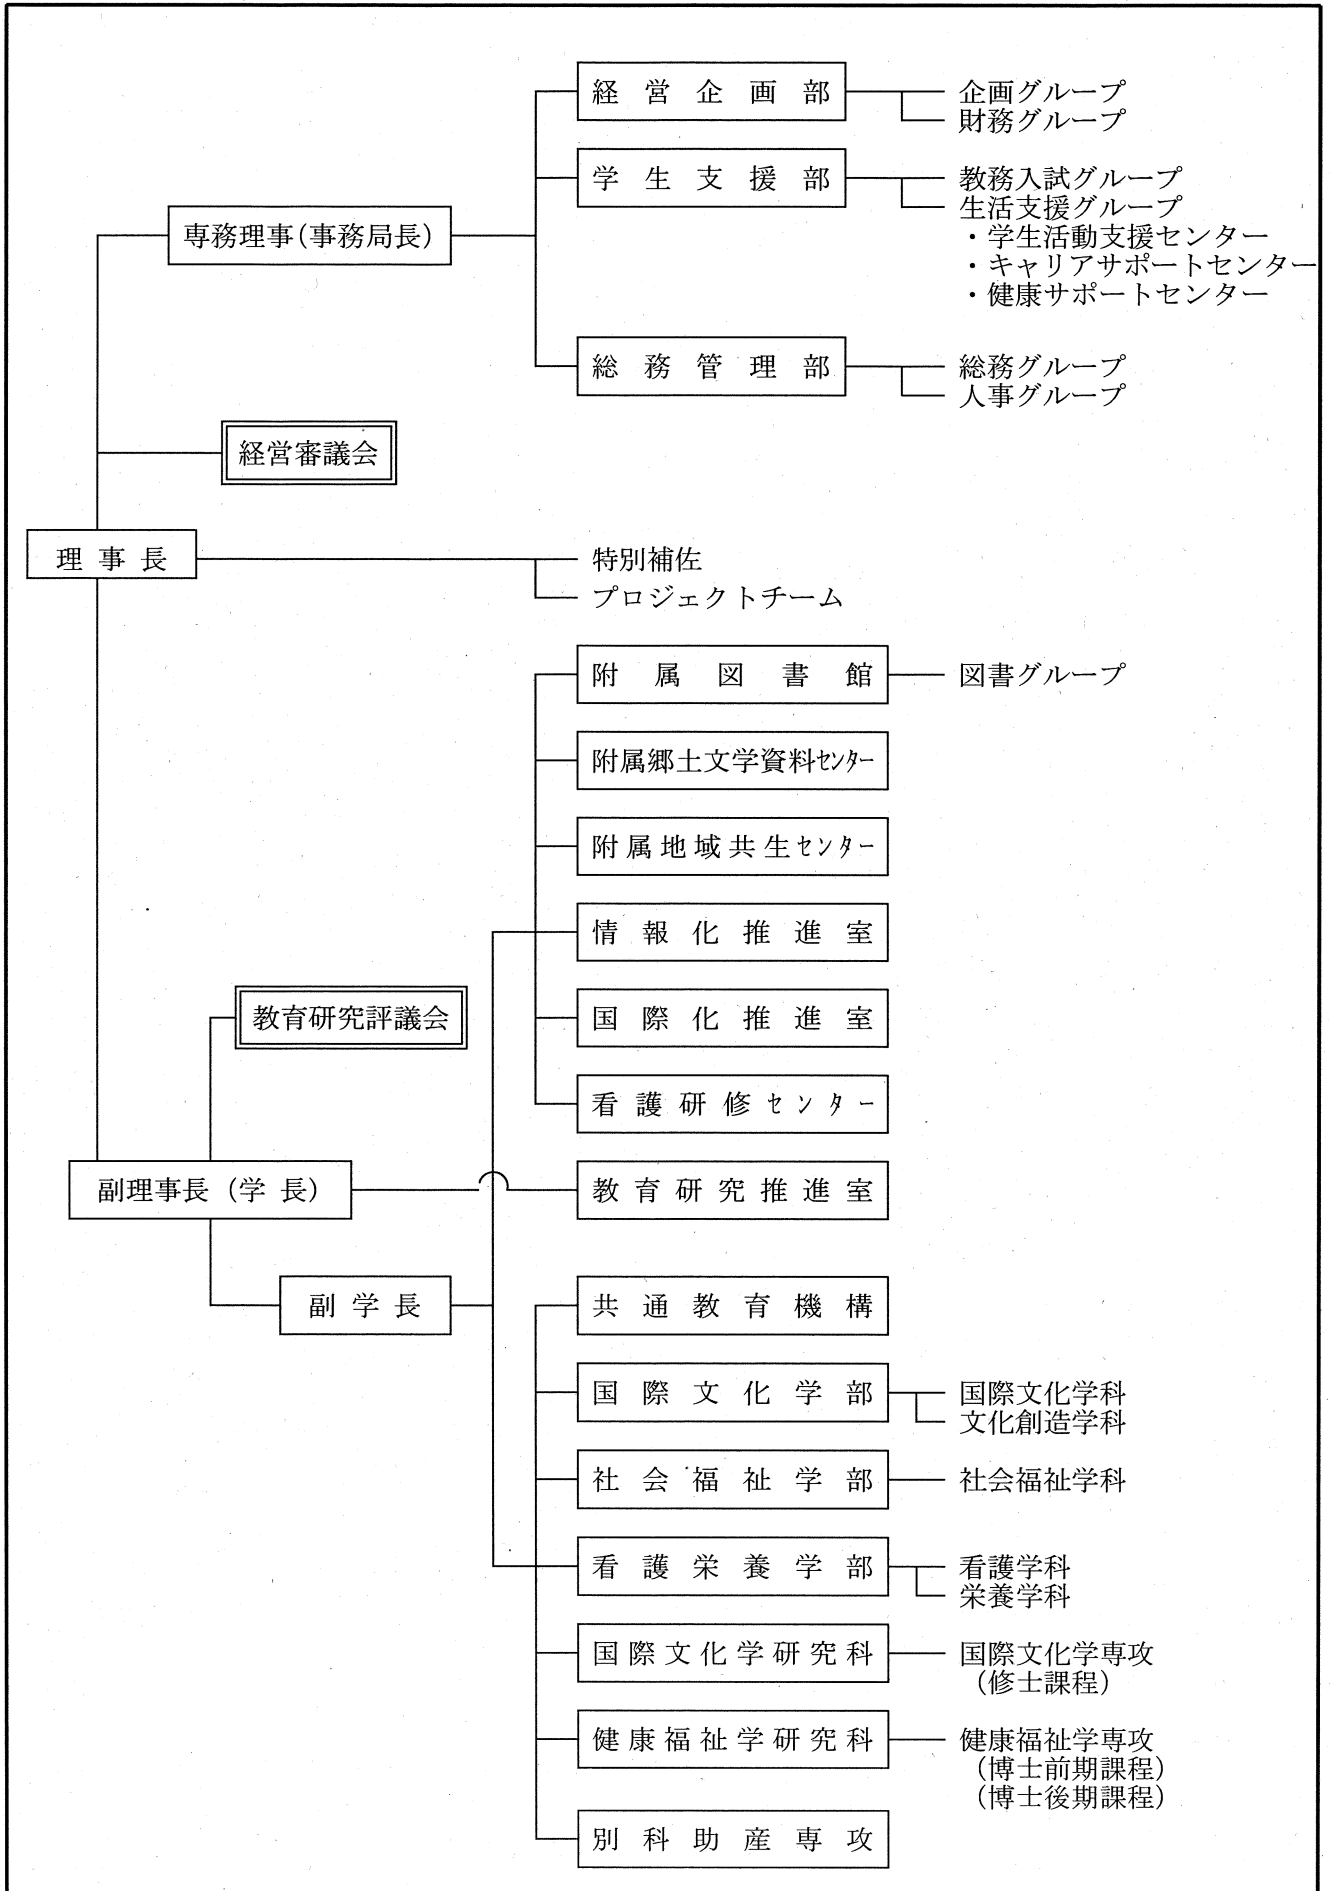 経営企画部
企画グループ
財務グループ
学生支援部
教務入試グループ
生活支援グループ
・学生活動支援センター
・キャリアサポートセンター
・健康サポートセンター
専務理事(事務局長)
総務管理部
総務グループ
人事グループ
経営審議会
理事長
特別補佐
プロジェクトチーム
附属図書館
図書グループ
附属郷土文学資料ｾﾝﾀｰ
附属地域共生ｾﾝﾀｰ
情報化推進室
教育研究評議会
国際化推進室
看護研修ｾﾝﾀｰ
副理事長(学長)
教育研究推進室
副学長
共通教育機構
国際文化学部
国際文化学科
文化創造学科
社会福祉学部
社会福祉学科
看護栄養学部
看護学科
栄養学科
国際文化学研究科
国際文化学専攻
(修士課程)
健康福祉学研究科
健康福祉学専攻
(博士前期課程)
(博士後期課程)
別科助産専攻